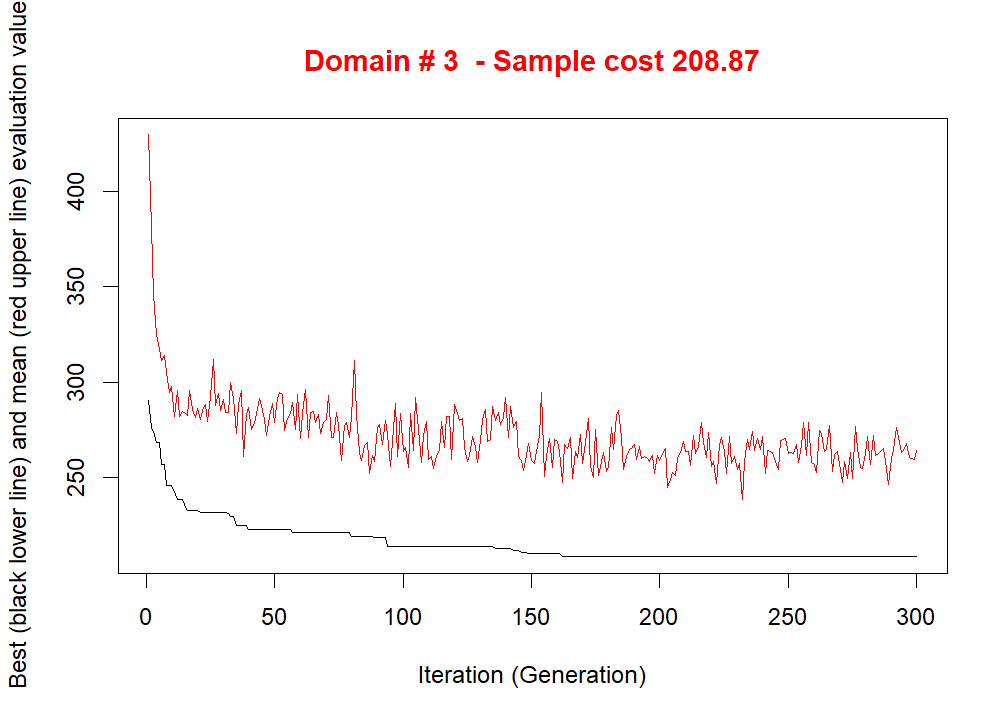 Domain # 3  - Sample cost 208.87
Best (black lower line) and mean (red upper line) evaluation value
400
350
300
250
0 50 100 150 200 250 300
Iteration (Generation)